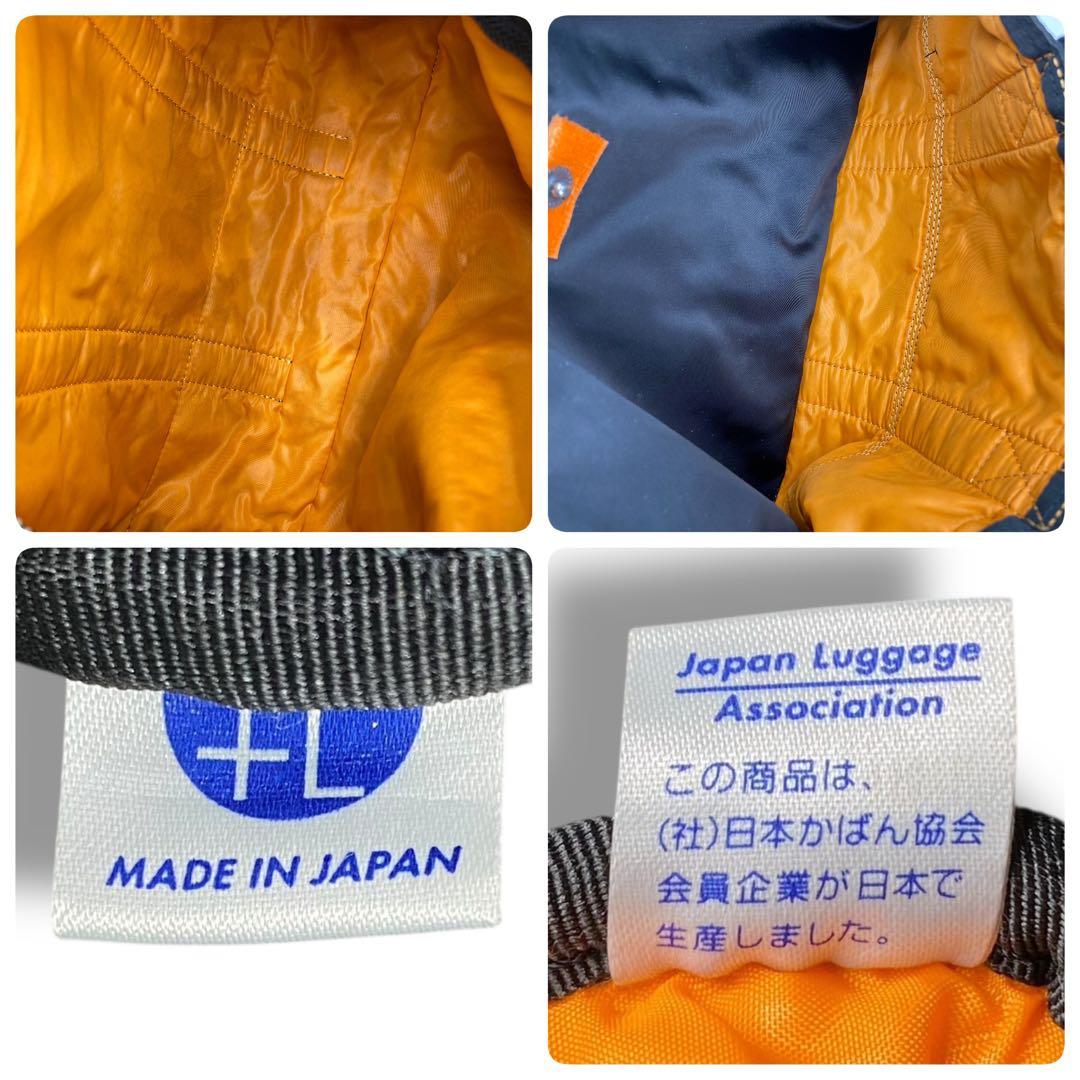 +L
MADE IN JAPAN
Japan Luggage
Association
この商品は、
(社)日本かばん協会
会員企業が日本で
生産しました。